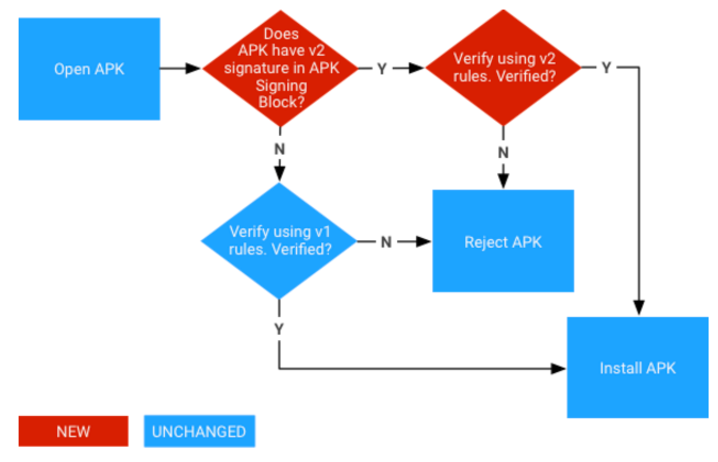 Open APK
Does
APK have v2
signature in APK
Signing
Block?
Y
Verify using v2
rules. Verified?
Y
N
N
Verify using v1
rules. Verified?
N
Reject APK
Y
Install APK
NEW
UNCHANGED